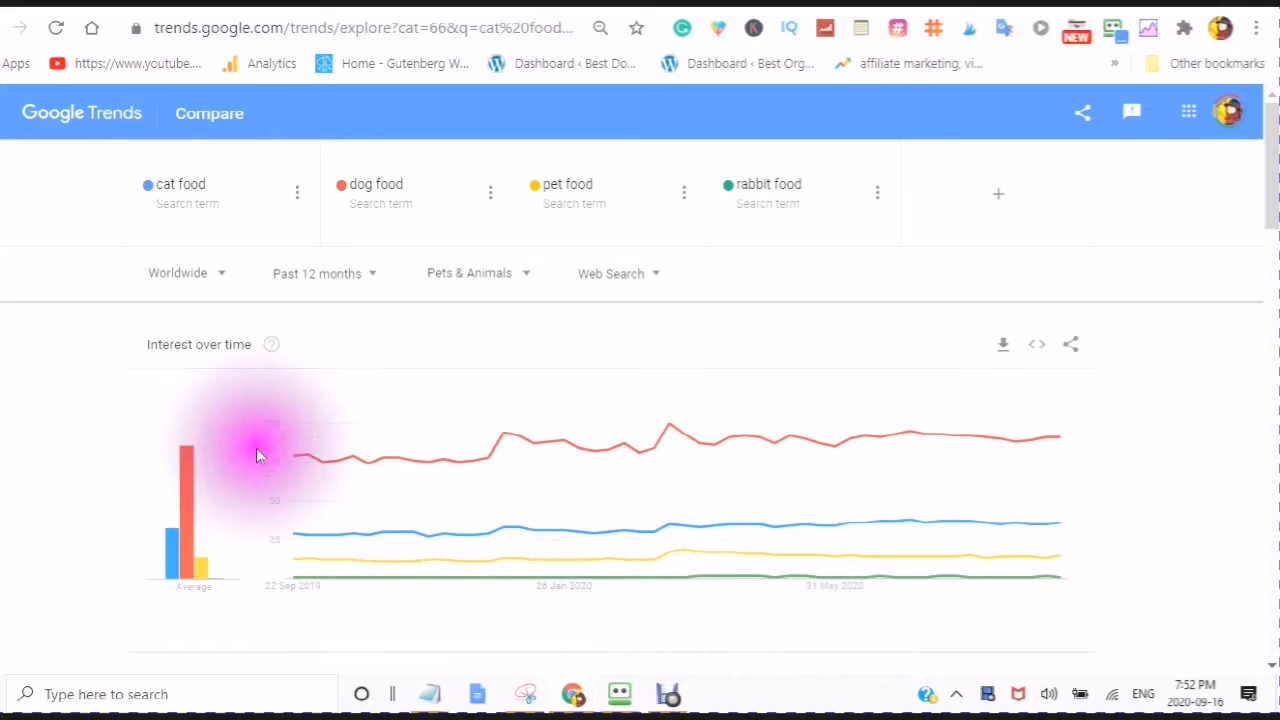 trends.google.com/trends/explore?cat=66&q=cat%20food...
IQ
NEW
Apps
https://www.youtube....
Analytics
Home - Gutenberg W...
Dashboard ‹ Best Do...
Dashboard ‹ Best Org...
affiliate marketing, vi...
»
Other bookmarks
Google Trends
Compare
cat food
Search term
dog food
Search term
pet food
Search term
rabbit food
Search term
+
Worldwide
Past 12 months
Pets & Animals
Web Search
Interest over time
100
50
25
Average
22 Sep 2019
26 Jan 2020
31 May 2020
Type here to search
ENG
7:52 PM
2020-09-16